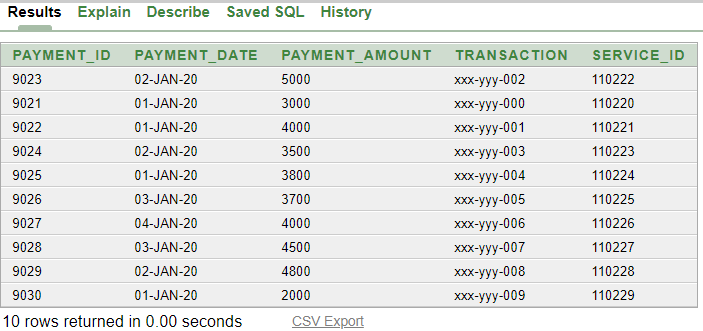 Results Explain Describe Saved SQL History
PAYMENT_ID PAYMENT_DATE PAYMENT_AMOUNT TRANSACTION SERVICE_ID
9023 02-JAN-20 5000 xxx-yyy-002 110222
9021 01-JAN-20 3000 xxx-yyy-000 110220
9022 01-JAN-20 4000 xxx-yyy-001 110221
9024 02-JAN-20 3500 xxx-yyy-003 110223
9025 01-JAN-20 3800 xxx-yyy-004 110224
9026 03-JAN-20 3700 xxx-yyy-005 110225
9027 04-JAN-20 4000 xxx-yyy-006 110226
9028 03-JAN-20 4500 xxx-yyy-007 110227
9029 02-JAN-20 4800 xxx-yyy-008 110228
9030 01-JAN-20 2000 xxx-yyy-009 110229
10 rows returned in 0.00 seconds CSV Export